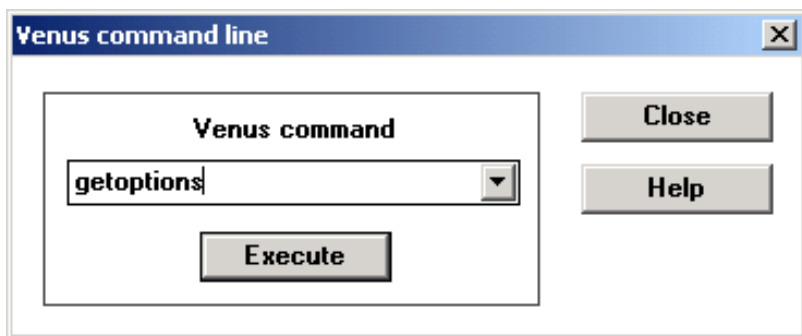 Venus command line
Venus command
getoptions
Execute
Close
Help